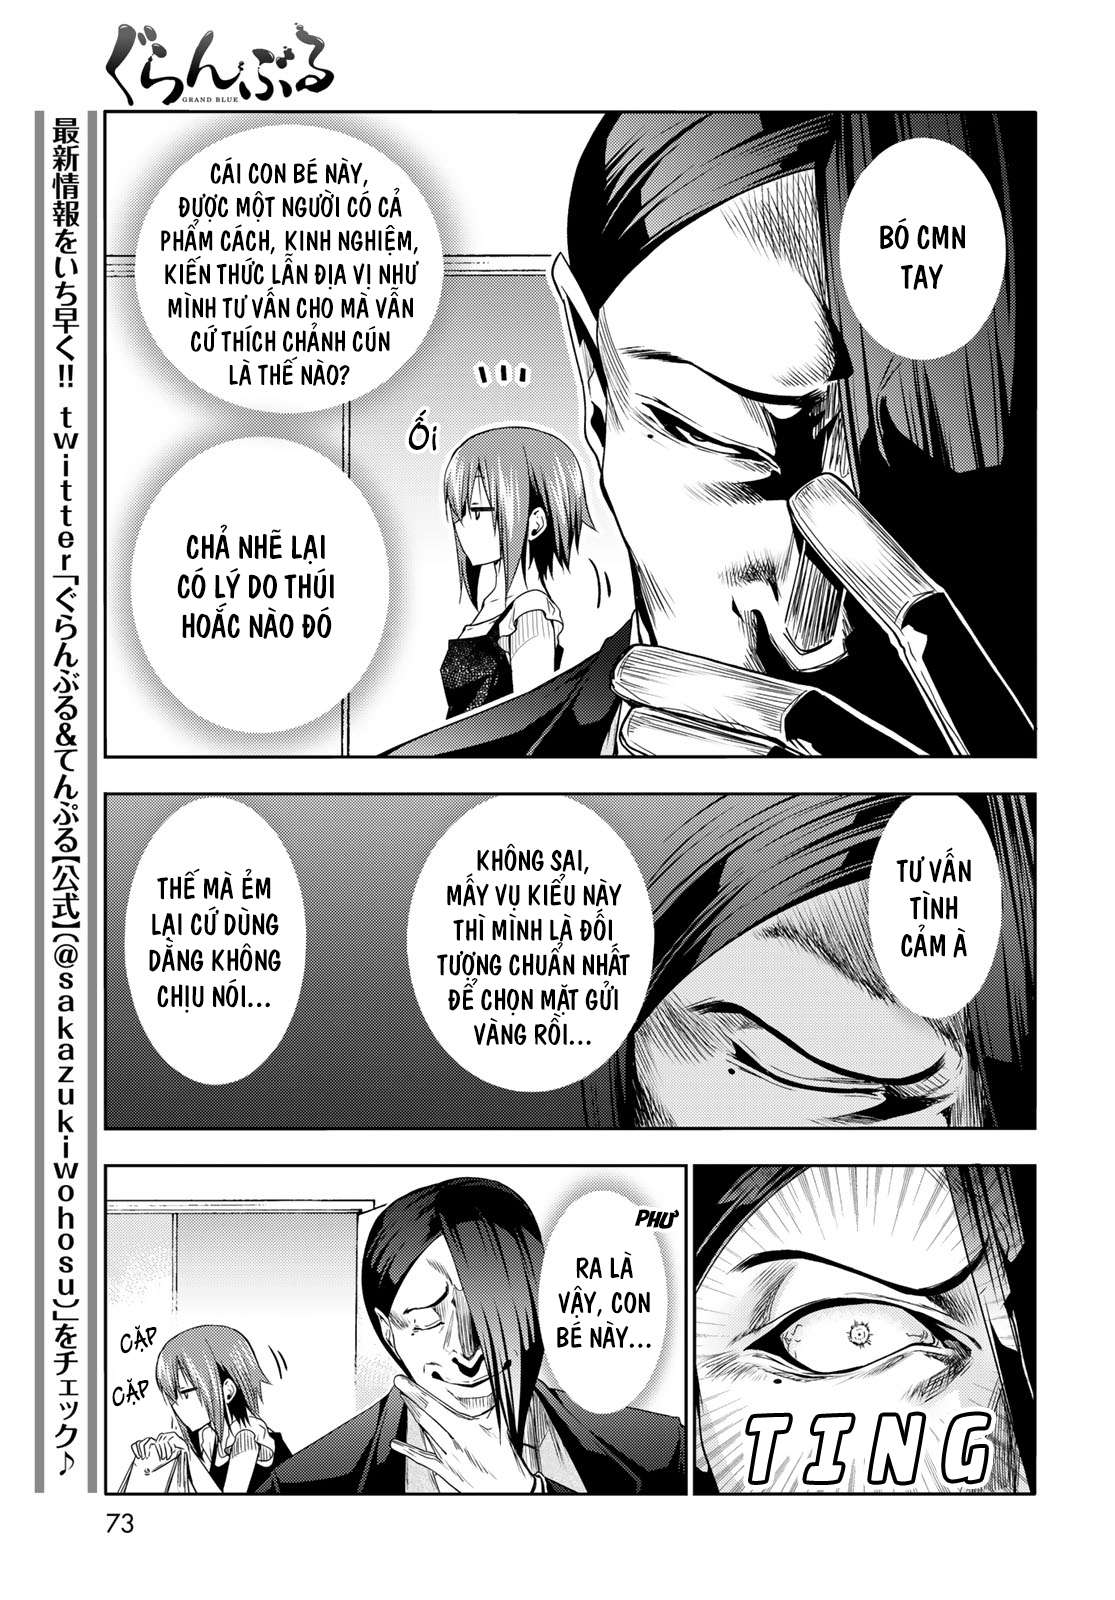 ぐらんぶる
GRAND BLUE
最新情報をいち早く!! twitter「ぐらんぶる&てんぷる【公式】(@sakazukiwohosu)」をチェック♪
BÓ CMN
TAY
CÁI CON BÉ NÀY,
ĐƯỢC MỘT NGƯỜI CÓ CẢ
PHẨM CÁCH, KINH NGHIỆM,
KIẾN THỨC LẪN ĐỊA VỊ NHƯ
MÌNH TƯ VẤN CHO MÀ VẪN
CỨ THÍCH CHẢNH CÚN
LÀ THẾ NÀO?
ỐI
CHẢ NHẼ LẠI
CÓ LÝ DO THÚI
HOẮC NÀO ĐÓ
TƯ VẤN
TÌNH
CẢM À
KHÔNG SAI,
MẤY VỤ KIỂU NÀY
THÌ MÌNH LÀ ĐỐI
TƯỢNG CHUẨN NHẤT
ĐỂ CHỌN MẶT GỬI
VÀNG RỒI...
THẾ MÀ ẺM
LẠI CỨ DÙNG
DẰNG KHÔNG
CHỊU NÓI...
TING
PHƯ
RA LÀ
VẬY, CON
BÉ NÀY...
CẶP
CẶP
73